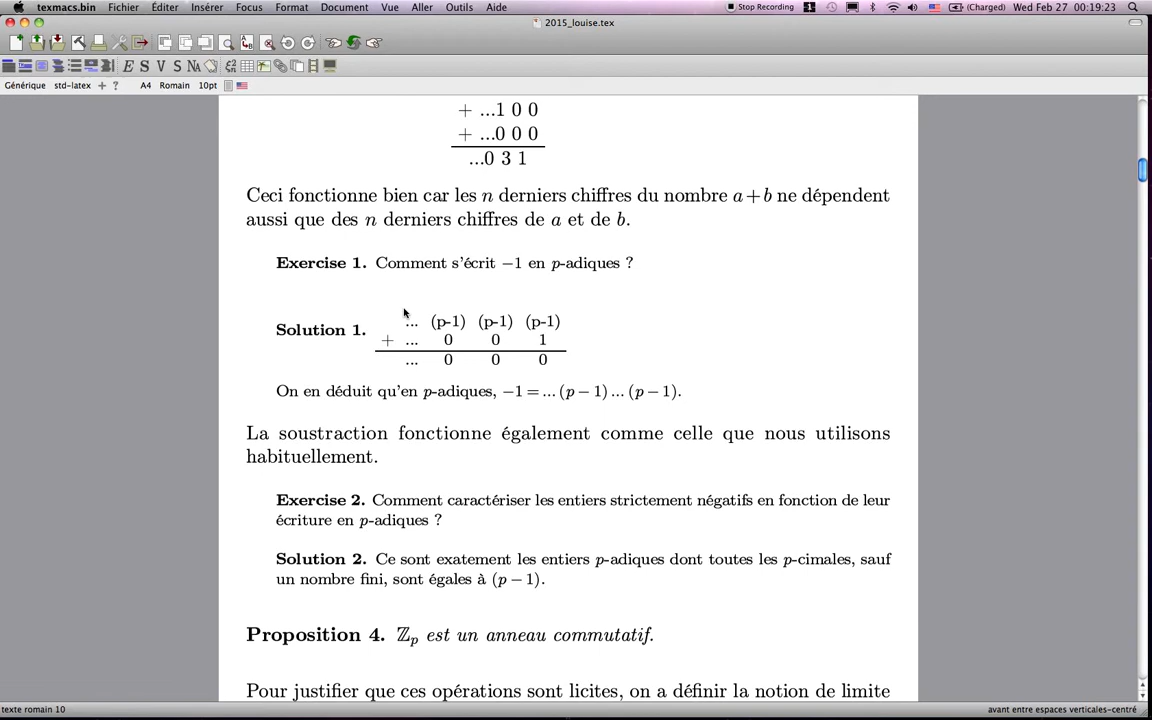 texmacs.bin Fichier Éditer Insérer Focus Format Document Vue Aller Outils Aide Stop Recording 1 (Charged) Wed Feb 27 00:19:23
2015_louise.tex
E S V S NA
Générique std-latex + ? A4 Romain 10pt
+ ...1 0 0
+ ...0 0 0
...0 3 1
Ceci fonctionne bien car les n derniers chiffres du nombre a + b ne dépendent
aussi que des n derniers chiffres de a et de b.
Exercise 1. Comment s'écrit −1 en p-adiques ?
... (p-1) (p-1) (p-1)
Solution 1.
+ ... 0 0 1
... 0 0 0
On en déduit qu'en p-adiques, −1 = ... (p − 1) ... (p − 1).
La soustraction fonctionne également comme celle que nous utilisons
habituellement.
Exercise 2. Comment caractériser les entiers strictement négatifs en fonction de leur
écriture en p-adiques ?
Solution 2. Ce sont exatement les entiers p-adiques dont toutes les p-cimales, sauf
un nombre fini, sont égales à (p − 1).
Proposition 4. ℤp est un anneau commutatif.
Pour justifier que ces opérations sont licites, on a définir la notion de limite
texte romain 10 avant entre espaces verticales-centré